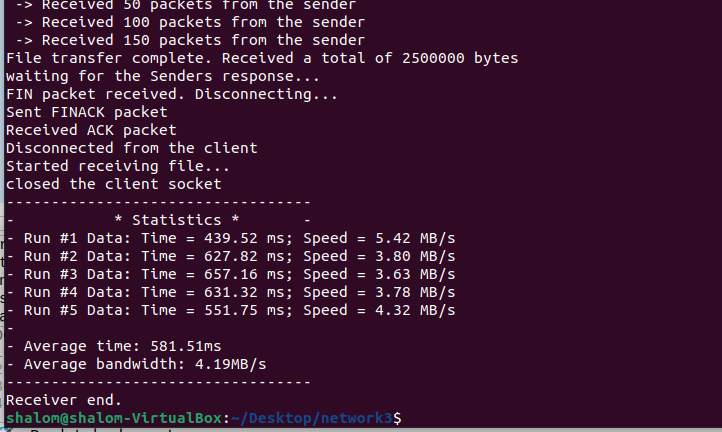 -> Received 50 packets from the sender
-> Received 100 packets from the sender
-> Received 150 packets from the sender
File transfer complete. Received a total of 2500000 bytes
waiting for the Senders response...
FIN packet received. Disconnecting...
Sent FINACK packet
Received ACK packet
Disconnected from the client
Started receiving file...
closed the client socket
----------------------------------
-           * Statistics *       -
- Run #1 Data: Time = 439.52 ms; Speed = 5.42 MB/s
- Run #2 Data: Time = 627.82 ms; Speed = 3.80 MB/s
- Run #3 Data: Time = 657.16 ms; Speed = 3.63 MB/s
- Run #4 Data: Time = 631.32 ms; Speed = 3.78 MB/s
- Run #5 Data: Time = 551.75 ms; Speed = 4.32 MB/s
-
- Average time: 581.51ms
- Average bandwidth: 4.19MB/s
----------------------------------
Receiver end.
shalom@shalom-VirtualBox:~/Desktop/network3$